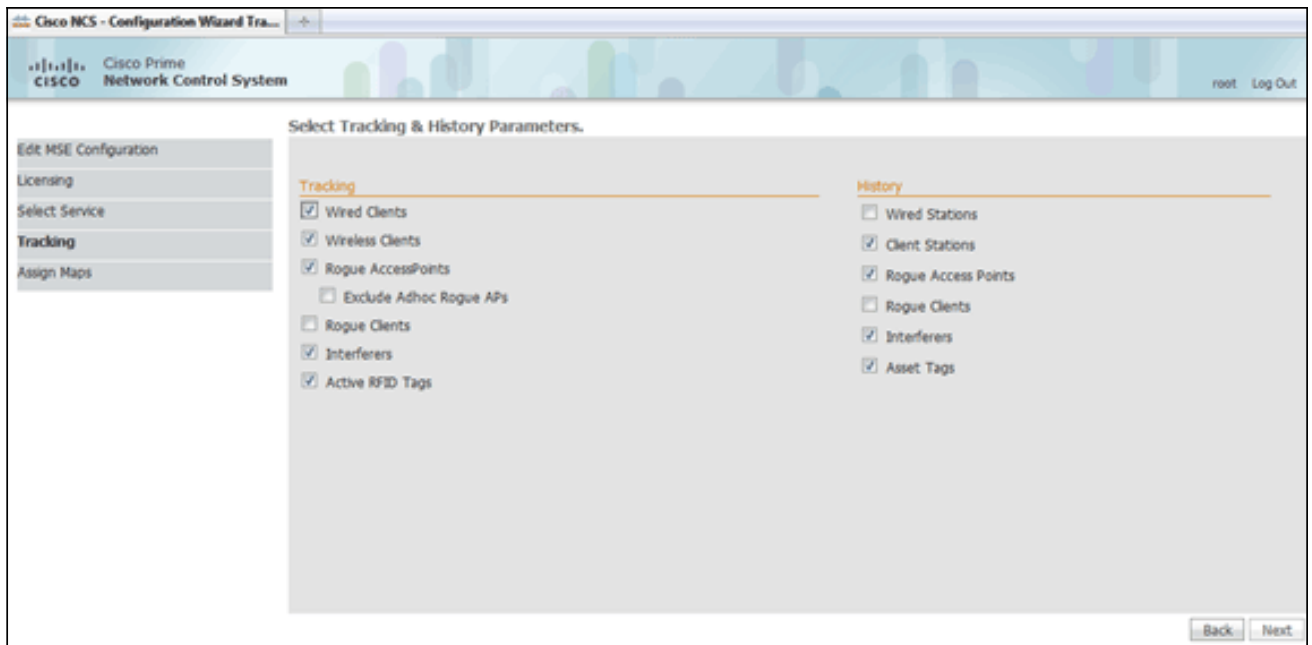 Cisco NCS - Configuration Wizard Tra...
CISCO
Cisco Prime
Network Control System
root Log Out
Select Tracking & History Parameters.
Edit MSE Configuration
Licensing
Select Service
Tracking
Assign Maps
Tracking
Wired Clients
Wireless Clients
Rogue AccessPoints
Exclude Adhoc Rogue APs
Rogue Clients
Interferers
Active RFID Tags
History
Wired Stations
Client Stations
Rogue Access Points
Rogue Clients
Interferers
Asset Tags
Back Next